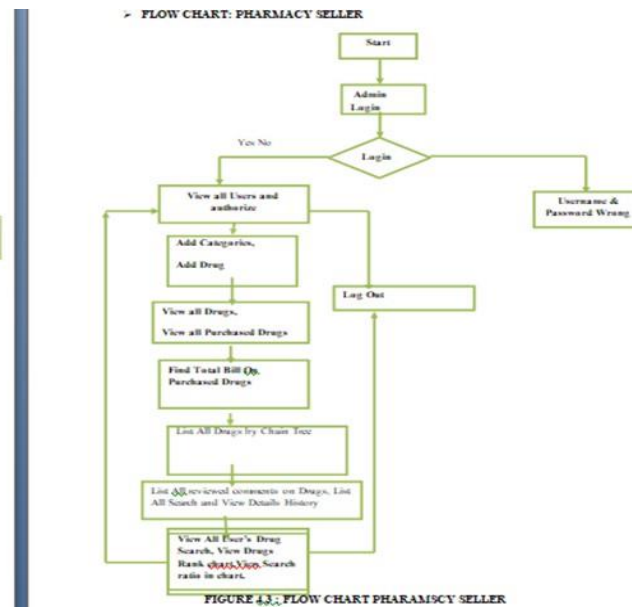 ➢ FLOW CHART: PHARMACY SELLER
Start
Admin
Login
Yes No
Login
View all Users and
authorize
Username &
Password Wrong
Add Categories,
Add Drug
Log Out
View all Drugs,
View all Purchased Drugs
Find Total Bill On
Purchased Drugs
List All Drugs by Chain Tree
List All reviewed comments on Drugs, List
All Search and View Details History
View All User's Drug
Search, View Drugs
Rank chart,View Search
ratio in chart.
FIGURE 4.3 : FLOW CHART PHARAMSCY SELLER